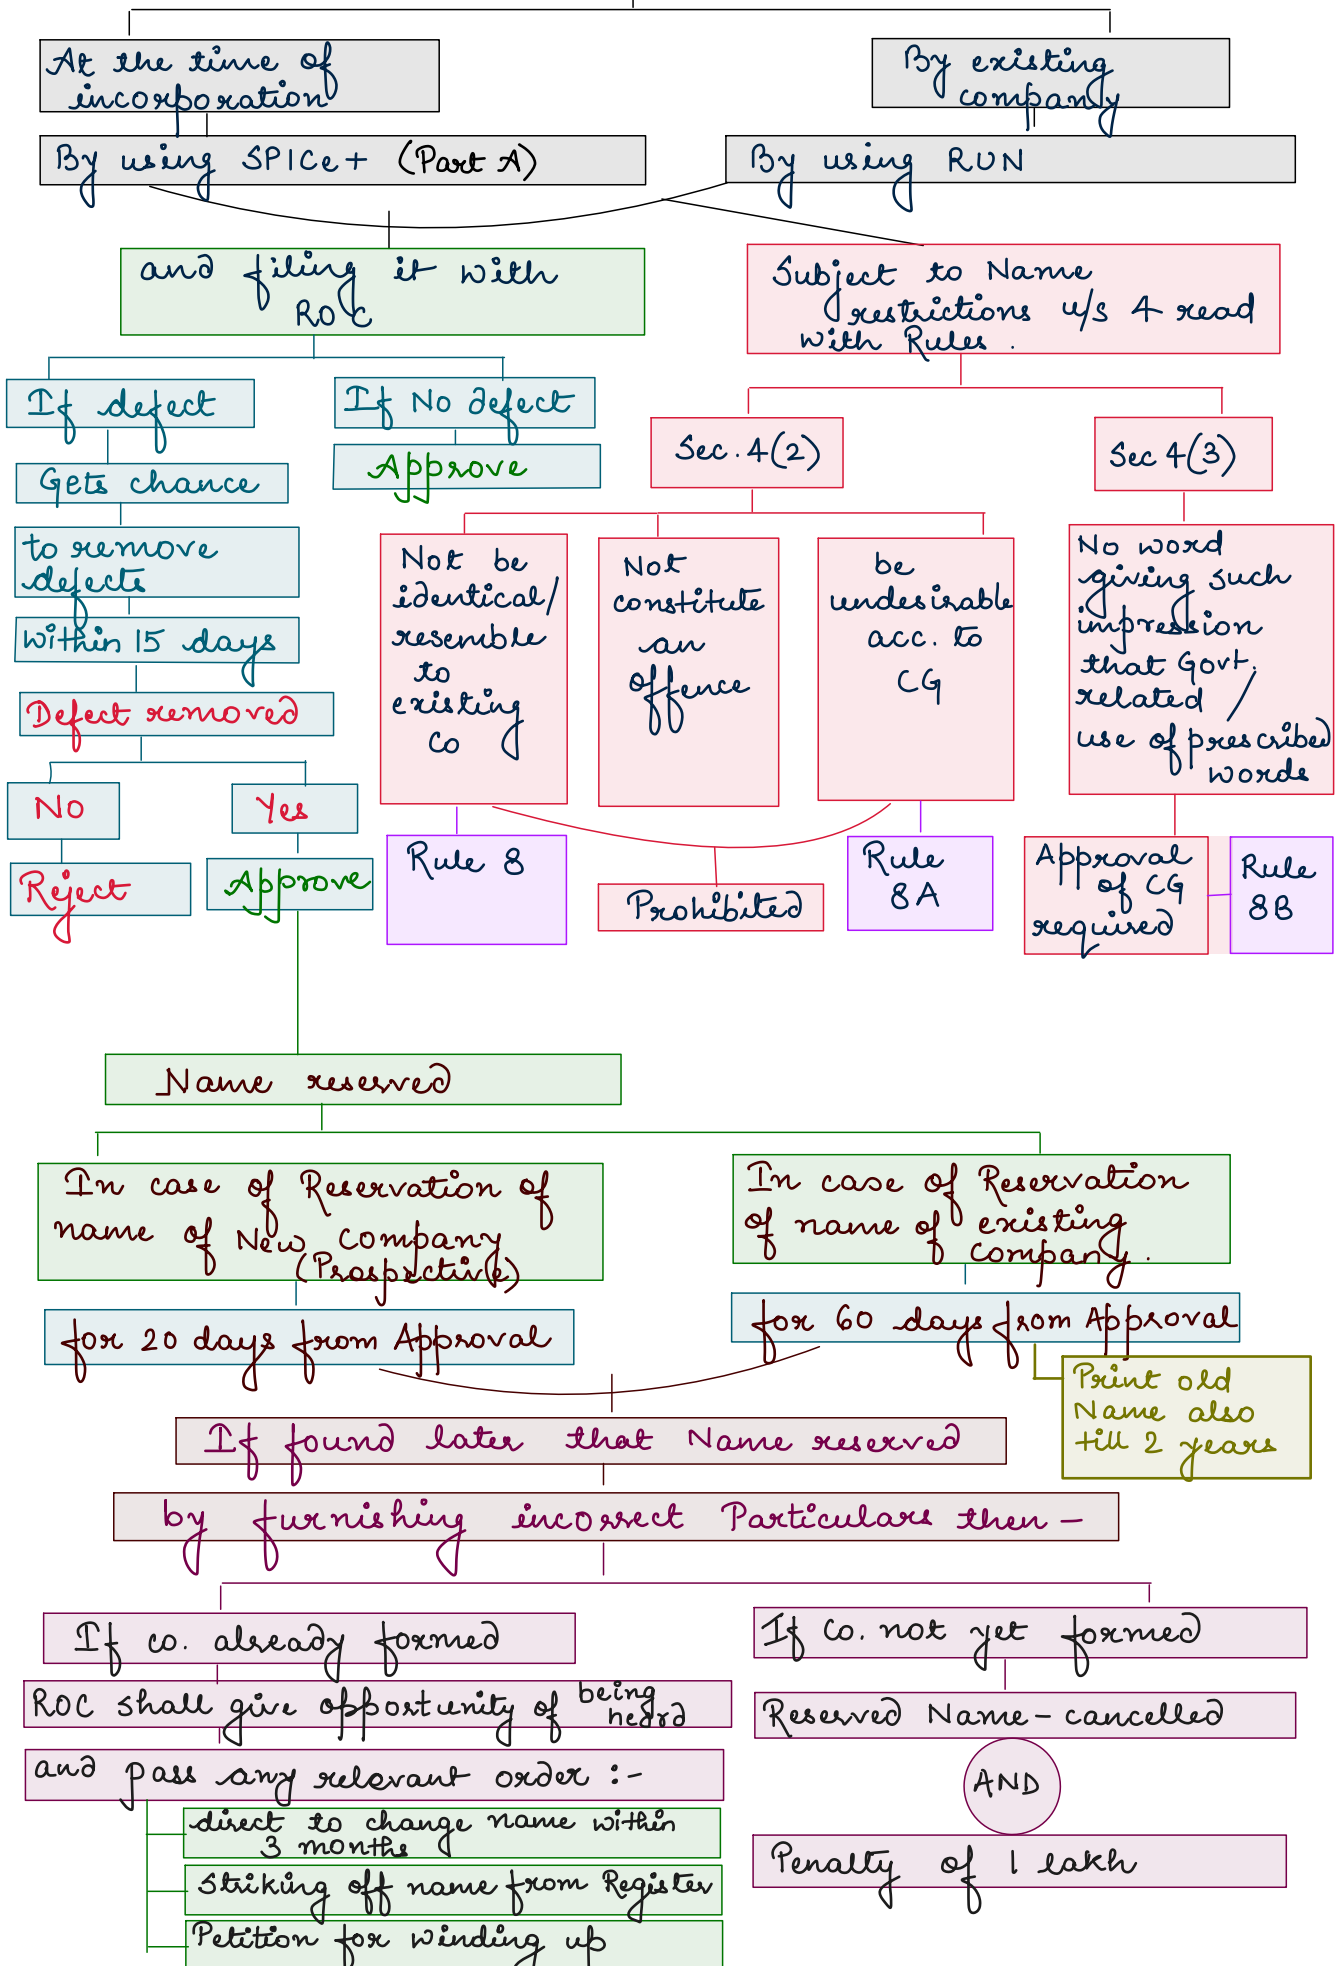 At the time of
incorporation
By existing
company
By using SPICe+ (Part A)
By using RUN
and filing it with
ROC
Subject to Name
restrictions u/s 4 read
with Rules.
If defect
If No defect
Gets chance
Approve
to remove
defects
within 15 days
Defect removed
No
Yes
Reject
Approve
Sec. 4(2)
Sec 4(3)
Not be
identical/
resemble
to
existing
Co
Not
constitute
an
offence
be
undesirable
acc. to
CG
No word
giving such
impression
that Govt.
related /
use of prescribed
words
Rule 8
Prohibited
Rule
8A
Approval
of CG
required
Rule
8B
Name reserved
In case of Reservation of
name of New company
(Prospective)
In case of Reservation
of name of existing
company.
for 20 days from Approval
for 60 days from Approval
Print old
Name also
till 2 years
If found later that Name reserved
by furnishing incorrect Particulars then -
If co. already formed
If Co. not yet formed
ROC shall give opportunity of being
heard
Reserved Name - cancelled
and pass any relevant order :-
AND
direct to change name within
3 months
Penalty of 1 lakh
Striking off name from Register
Petition for winding up